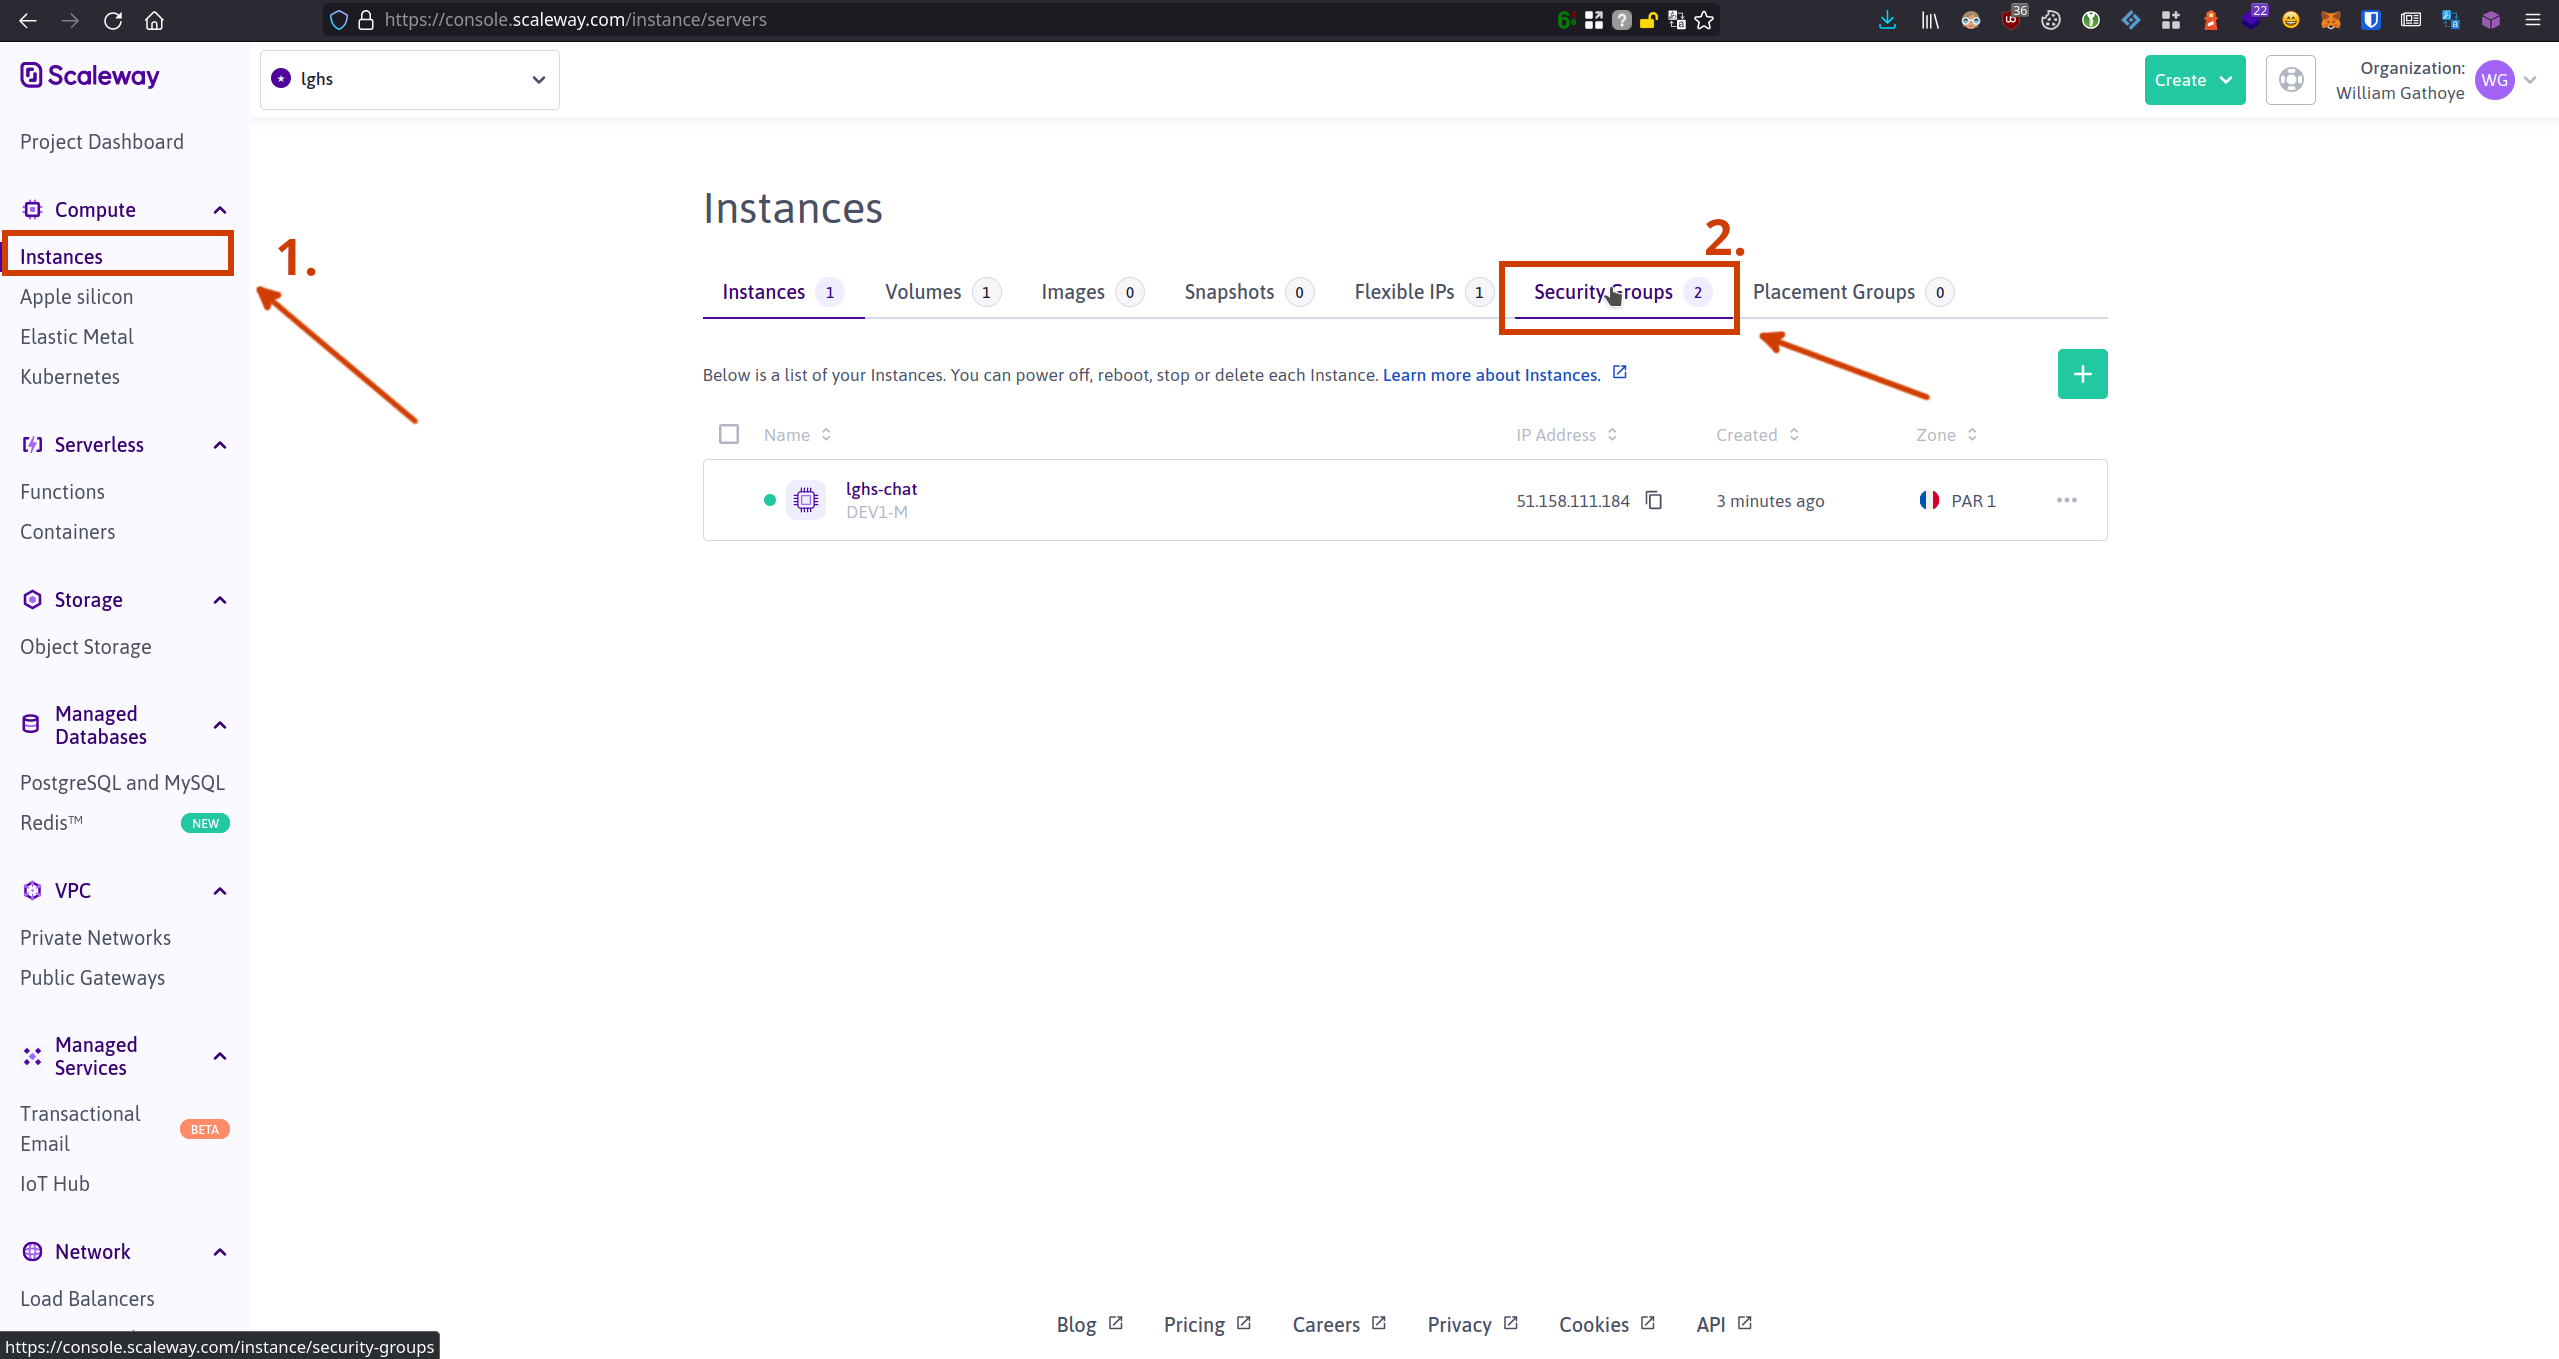 https://console.scaleway.com/instance/servers
36
22
Scaleway
lghs
Create
Organization:
William Gathoye
WG
Project Dashboard
Compute
Instances
Apple silicon
Elastic Metal
Kubernetes
Serverless
Functions
Containers
Storage
Object Storage
Managed
Databases
PostgreSQL and MySQL
Redis™ NEW
VPC
Private Networks
Public Gateways
Managed
Services
Transactional
Email
BETA
IoT Hub
Network
Load Balancers
1.
Instances
2.
Instances 1 Volumes 1 Images 0 Snapshots 0 Flexible IPs 1 Security Groups 2 Placement Groups 0
Below is a list of your Instances. You can power off, reboot, stop or delete each Instance. Learn more about Instances.
Name IP Address Created Zone
lghs-chat
DEV1-M
51.158.111.184 3 minutes ago PAR 1
Blog Pricing Careers Privacy Cookies API
https://console.scaleway.com/instance/security-groups